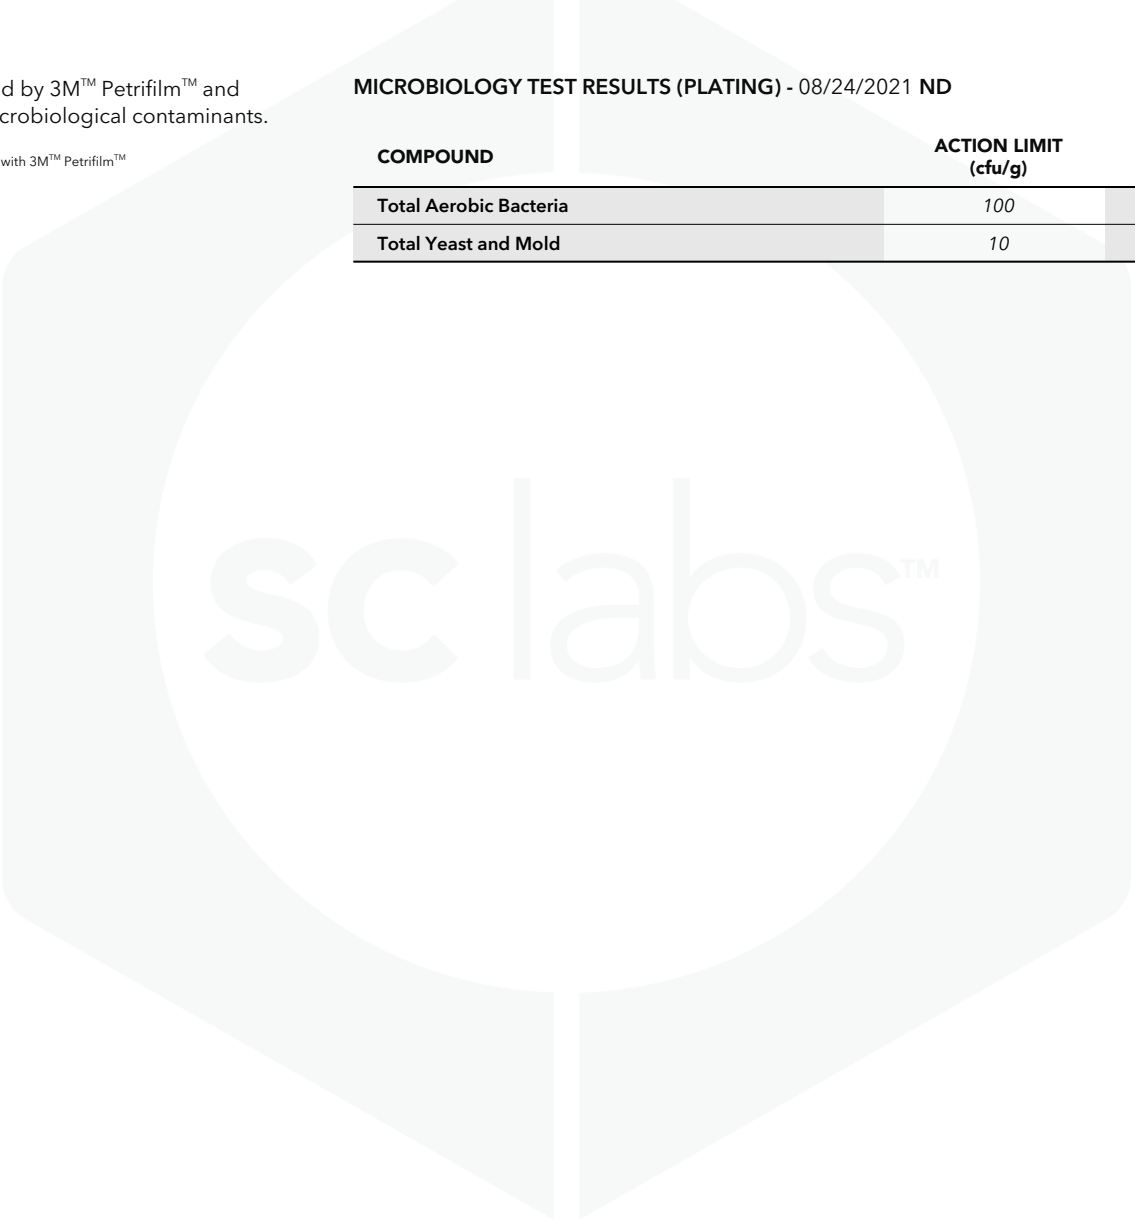 d by 3M™ Petrifilm™ and
crobiological contaminants.
with 3M™ Petrifilm™
MICROBIOLOGY TEST RESULTS (PLATING) - 08/24/2021 ND
COMPOUND
ACTION LIMIT
(cfu/g)
Total Aerobic Bacteria 100
Total Yeast and Mold 10
sc labs™